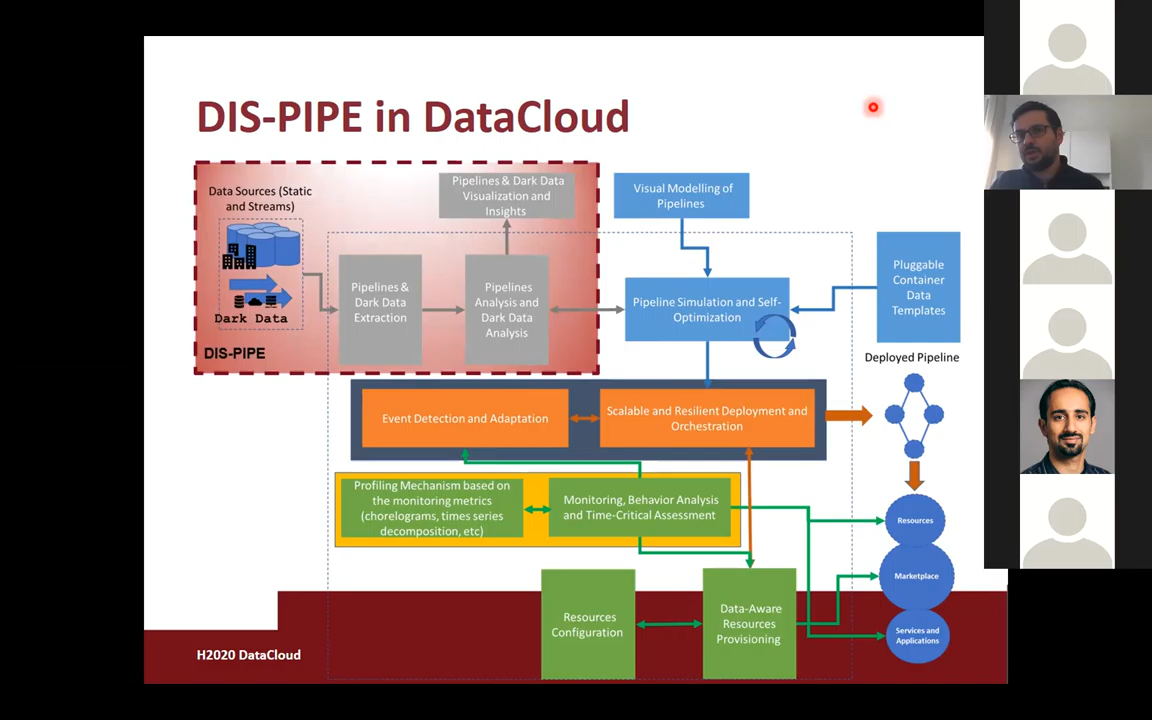 DIS-PIPE in DataCloud
Data Sources (Static
and Streams)
Dark Data
DIS-PIPE
Pipelines & Dark Data
Visualization and
Insights
Pipelines &
Dark Data
Extraction
Pipelines
Analysis and
Dark Data
Analysis
Visual Modelling of
Pipelines
Pipeline Simulation and Self-
Optimization
Pluggable
Container
Data
Templates
Deployed Pipeline
Event Detection and Adaptation
Scalable and Resilient Deployment and
Orchestration
Profiling Mechanism based on
the monitoring metrics
(chorelograms, times series
decomposition, etc)
Monitoring, Behavior Analysis
and Time-Critical Assessment
Resources
Marketplace
Services and
Applications
Resources
Configuration
Data-Aware
Resources
Provisioning
H2020 DataCloud